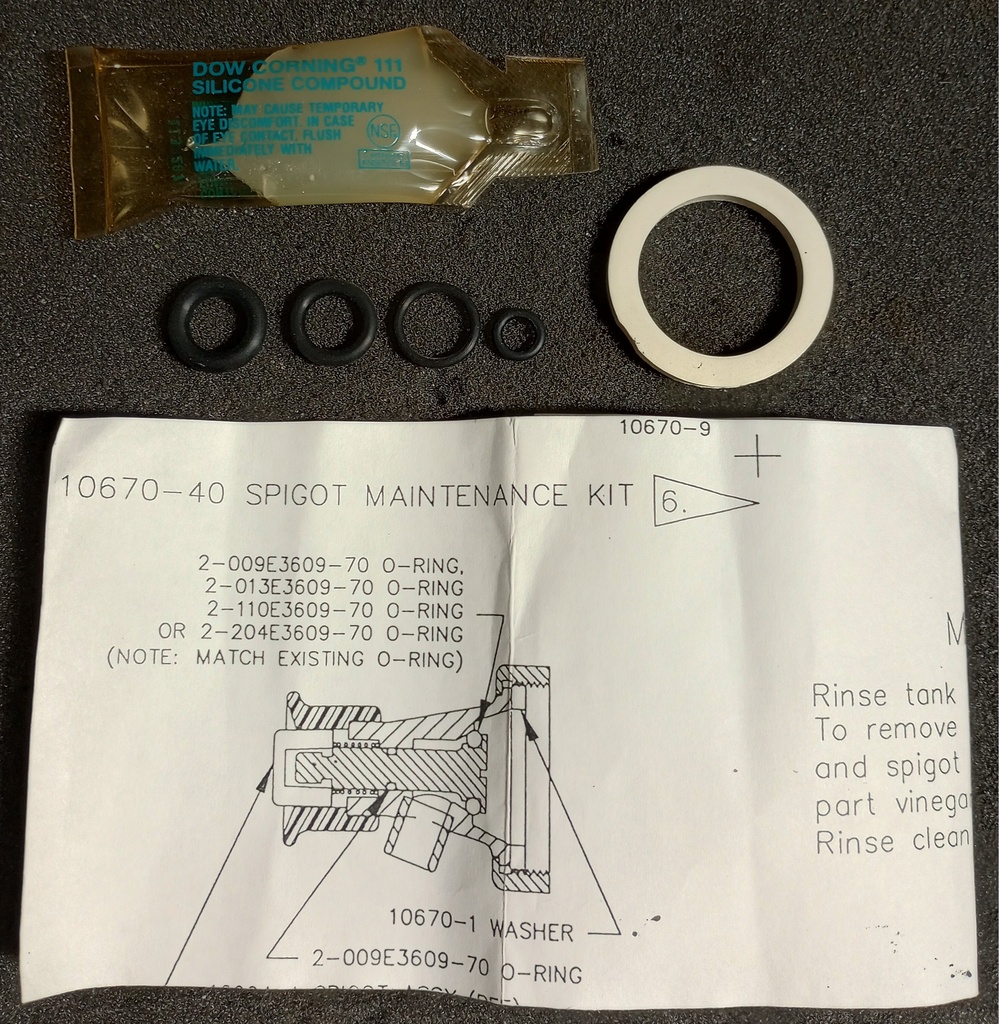 DOW CORNING® 111
SILICONE COMPOUND
NOTE: MAY CAUSE TEMPORARY
EYE DISCOMFORT. IN CASE
OF EYE CONTACT, FLUSH
IMMEDIATELY WITH
WATER
NSF
10670-9
10670-40 SPIGOT MAINTENANCE KIT 6.
2-009E3609-70 O-RING,
2-013E3609-70 O-RING
2-110E3609-70 O-RING
OR 2-204E3609-70 O-RING
(NOTE: MATCH EXISTING O-RING)
M
Rinse tank
To remove
and spigot
part vinega
Rinse clean
10670-1 WASHER
2-009E3609-70 O-RING
SPIGOT ASSY (REF)